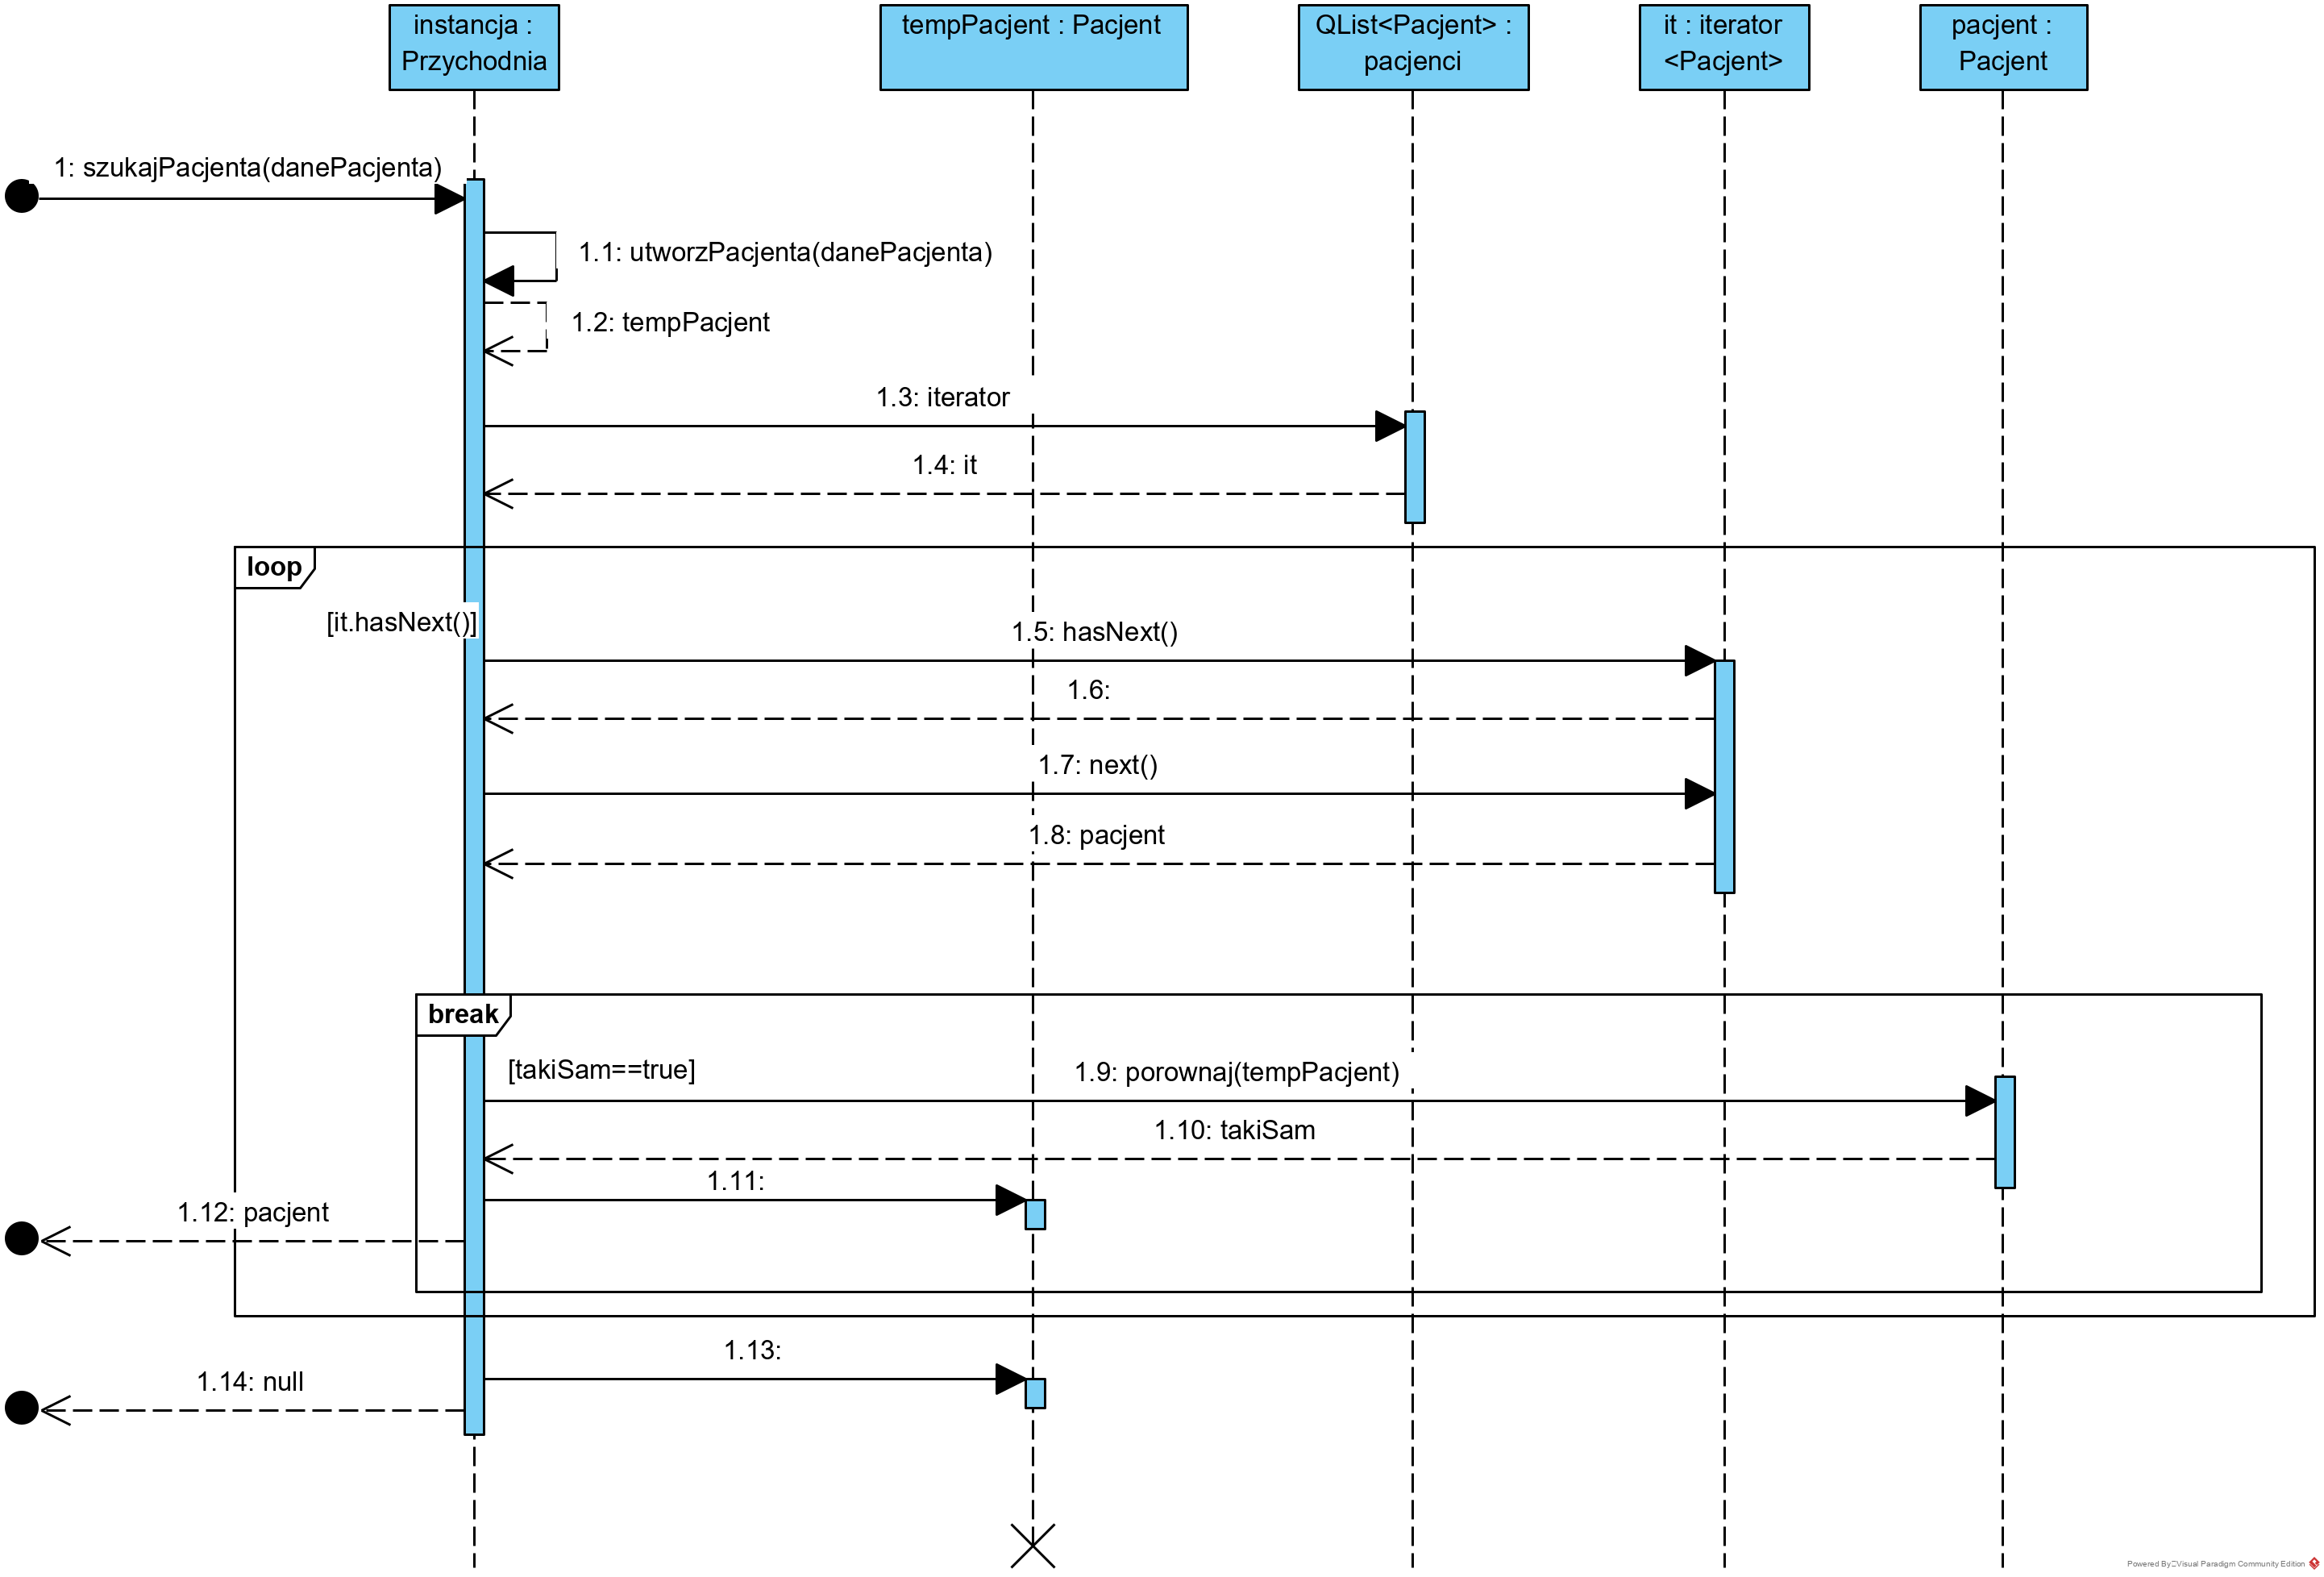 instancja :
Przychodnia
tempPacjent : Pacjent
QList<Pacjent> :
pacjenci
it : iterator
<Pacjent>
pacjent :
Pacjent
1: szukajPacjenta(danePacjenta)
1.1: utworzPacjenta(danePacjenta)
1.2: tempPacjent
1.3: iterator
1.4: it
loop
[it.hasNext()]
1.5: hasNext()
1.6:
1.7: next()
1.8: pacjent
break
[takiSam==true]
1.9: porownaj(tempPacjent)
1.10: takiSam
1.11:
1.12: pacjent
1.13:
1.14: null
Powered By Visual Paradigm Community Edition